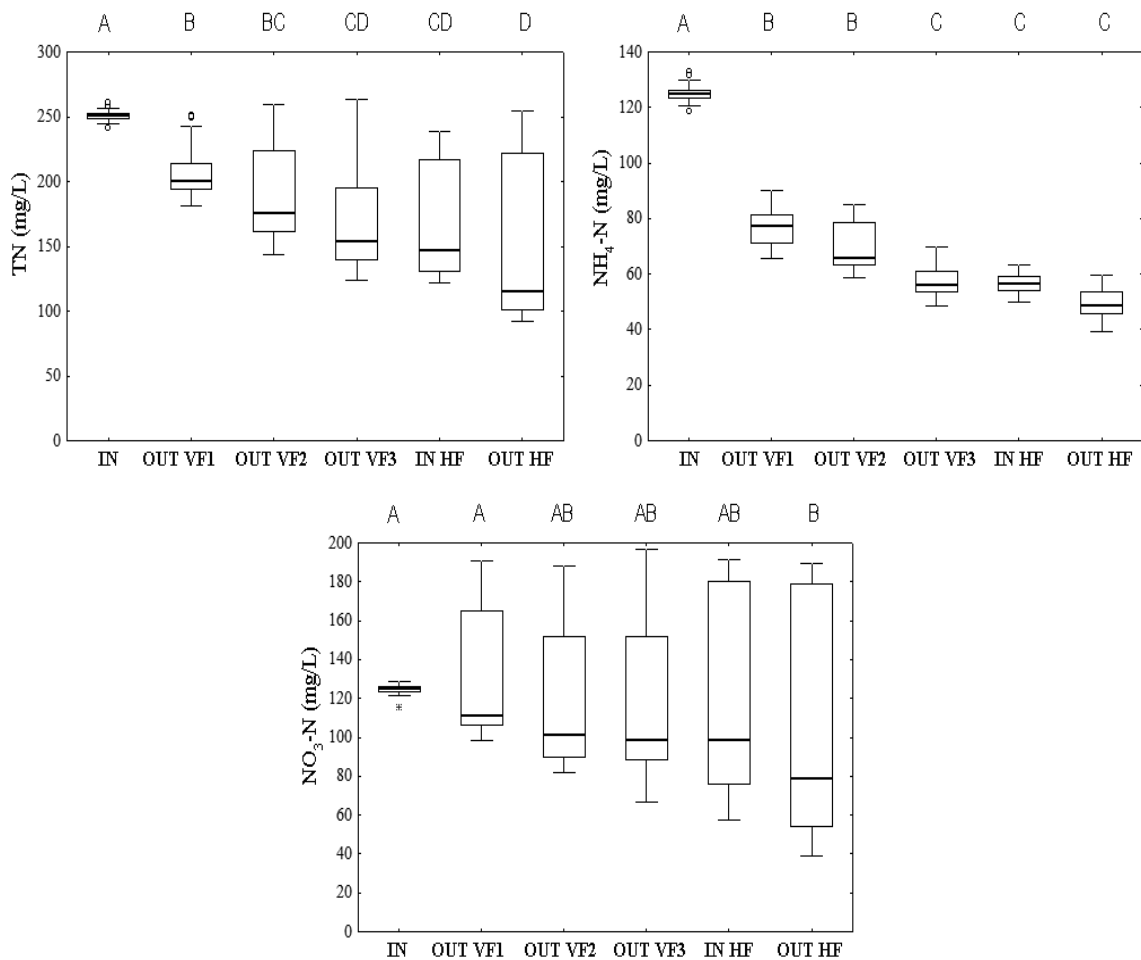 A B BC CD CD D
300
250
200
150
100
50
0
TN (mg/L)
IN OUT VF1 OUT VF2 OUT VF3 IN HF OUT HF
A B B C C C
140
120
100
80
60
40
20
0
NH₄-N (mg/L)
IN OUT VF1 OUT VF2 OUT VF3 IN HF OUT HF
A A AB AB AB B
200
180
160
140
120
100
80
60
40
20
0
NO₃-N (mg/L)
IN OUT VF1 OUT VF2 OUT VF3 IN HF OUT HF